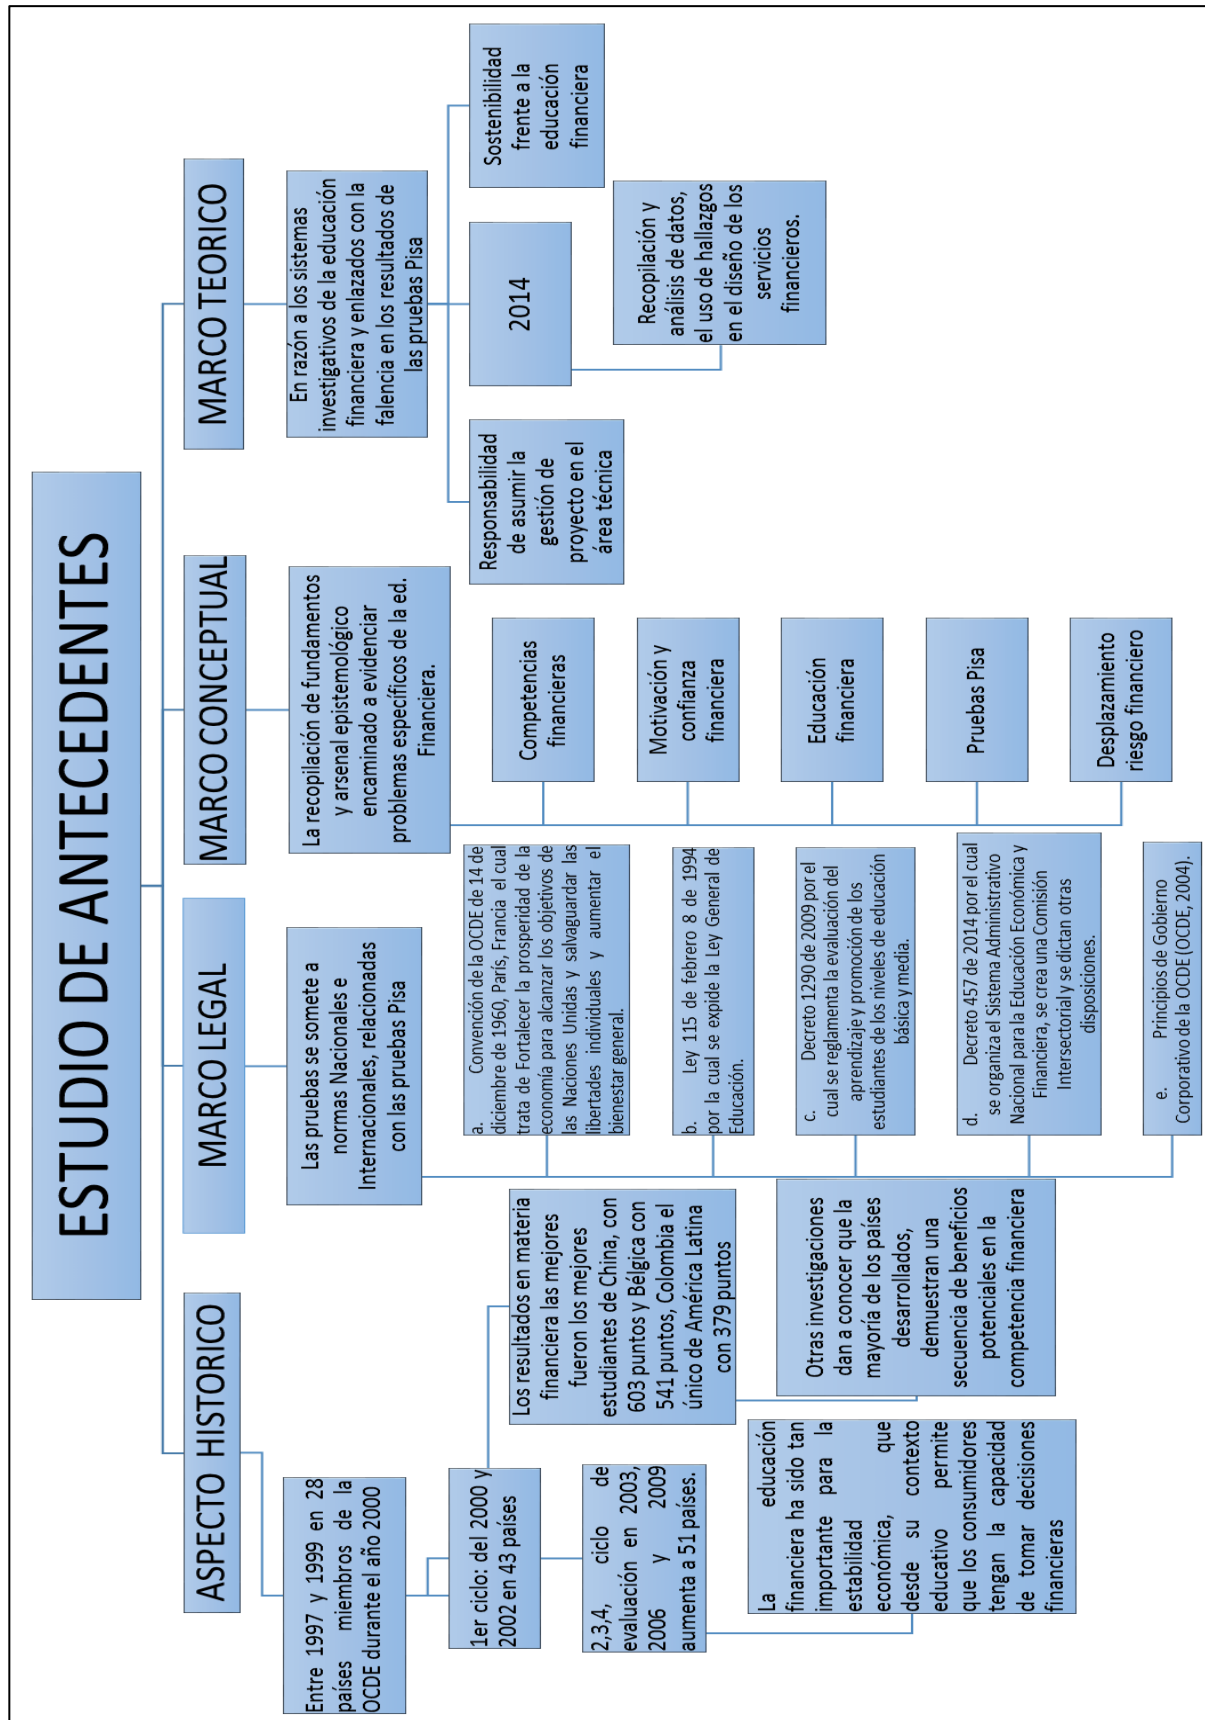 ESTUDIO DE ANTECEDENTES
ASPECTO HISTORICO
Entre 1997 y 1999 en 28
países miembros de la
OCDE durante el año 2000
1er ciclo: del 2000 y
2002 en 43 países
2,3,4, ciclo de
evaluación en 2003,
2006 y 2009
aumenta a 51 países.
La educación
financiera ha sido tan
importante para la
estabilidad
económica, que
desde su contexto
educativo permite
que los consumidores
tengan la capacidad
de tomar decisiones
financieras
Los resultados en materia
financiera las mejores
fueron los mejores
estudiantes de China, con
603 puntos y Bélgica con
541 puntos, Colombia el
único de América Latina
con 379 puntos
Otras investigaciones
dan a conocer que la
mayoría de los países
desarrollados,
demuestran una
secuencia de beneficios
potenciales en la
competencia financiera
MARCO LEGAL
Las pruebas se somete a
normas Nacionales e
Internacionales, relacionadas
con las pruebas Pisa
a. Convención de la OCDE de 14 de
diciembre de 1960, París, Francia el cual
trata de Fortalecer la prosperidad de la
economía para alcanzar los objetivos de
las Naciones Unidas y salvaguardar las
libertades individuales y aumentar el
bienestar general.
b. Ley 115 de febrero 8 de 1994
por la cual se expide la Ley General de
Educación.
c. Decreto 1290 de 2009 por el
cual se reglamenta la evaluación del
aprendizaje y promoción de los
estudiantes de los niveles de educación
básica y media.
d. Decreto 457 de 2014 por el cual
se organiza el Sistema Administrativo
Nacional para la Educación Económica y
Financiera, se crea una Comisión
Intersectorial y se dictan otras
disposiciones.
e. Principios de Gobierno
Corporativo de la OCDE (OCDE, 2004).
MARCO CONCEPTUAL
La recopilación de fundamentos
y arsenal epistemológico
encaminado a evidenciar
problemas específicos de la ed.
Financiera.
Competencias
financieras
Motivación y
confianza
financiera
Educación
financiera
Pruebas Pisa
Desplazamiento
riesgo financiero
MARCO TEORICO
En razón a los sistemas
investigativos de la educación
financiera y enlazados con la
falencia en los resultados de
las pruebas Pisa
Responsabilidad
de asumir la
gestión de
proyecto en el
área técnica
2014
Recopilación y
análisis de datos,
el uso de hallazgos
en el diseño de los
servicios
financieros.
Sostenibilidad
frente a la
educación
financiera